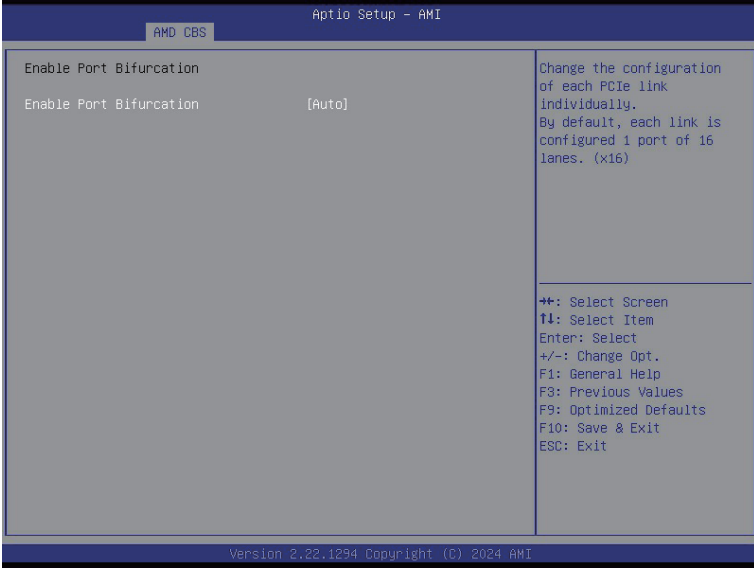 Aptio Setup – AMI
AMD CBS
Enable Port Bifurcation
Enable Port Bifurcation [Auto]
Change the configuration
of each PCIe link
individually.
By default, each link is
configured 1 port of 16
lanes. (x16)
→←: Select Screen
↑↓: Select Item
Enter: Select
+/-: Change Opt.
F1: General Help
F3: Previous Values
F9: Optimized Defaults
F10: Save & Exit
ESC: Exit
Version 2.22.1294 Copyright (C) 2024 AMI